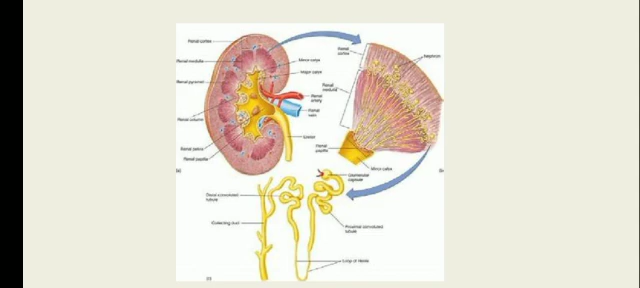 Renal cortex
Renal medulla
Renal pyramid
Renal column
Renal pelvis
Renal papilla
(a)
Minor calyx
Major calyx
Renal
artery
Renal
vein
Ureter
Renal
cortex
Renal
medulla
Nephron
Renal
papilla
Minor calyx
(b)
Glomerular
capsule
Distal convoluted
tubule
Collecting duct
Proximal convoluted
tubule
Loop of Henle
(c)